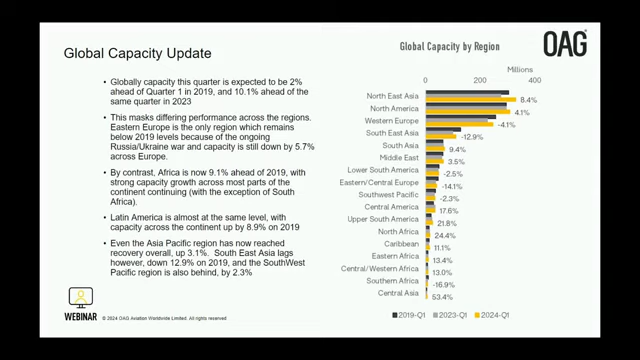 Global Capacity Update
• Globally capacity this quarter is expected to be 2%
ahead of Quarter 1 in 2019, and 10.1% ahead of the
same quarter in 2023
• This masks differing performance across the regions.
Eastern Europe is the only region which remains
below 2019 levels because of the ongoing
Russia/Ukraine war and capacity is still down by 5.7%
across Europe.
• By contrast, Africa is now 9.1% ahead of 2019, with
strong capacity growth across most parts of the
continent continuing (with the exception of South
Africa).
• Latin America is almost at the same level, with
capacity across the continent up by 8.9% on 2019
• Even the Asia Pacific region has now reached
recovery overall, up 3.1%. South East Asia lags
however, down 12.9% on 2019, and the SouthWest
Pacific region is also behind, by 2.3%
WEBINAR
© 2024 OAG Aviation Worldwide Limited. All rights reserved
Global Capacity by Region
OAG
Millions
0 200 400
North East Asia 8.4%
North America 4.1%
Western Europe -4.1%
South East Asia -12.9%
South Asia 9.4%
Middle East 3.5%
Lower South America -2.5%
Eastern/Central Europe -14.1%
Southwest Pacific -2.3%
Central America 17.6%
Upper South America 21.8%
North Africa 24.4%
Caribbean 11.1%
Eastern Africa 13.4%
Central/Western Africa 13.0%
Southern Africa -16.9%
Central Asia 53.4%
2019-Q1 2023-Q1 2024-Q1